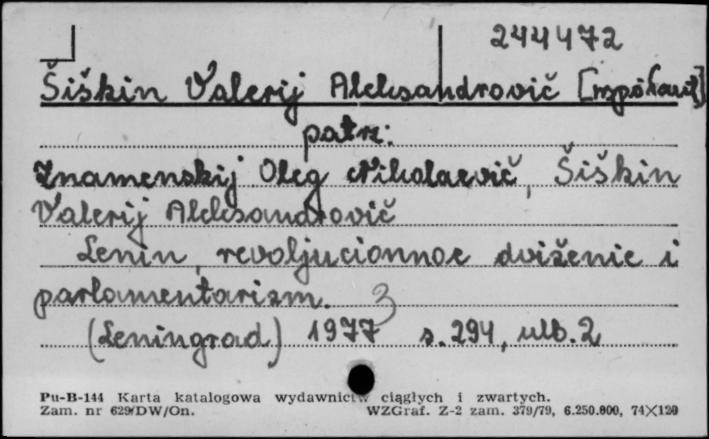 244472
Šiškin Valerij Aleksandrovič [współaut.]
patrz:
Znamenskij Oleg Nikolaevič, Šiškin
Valerij Aleksandrovič
Lenin, revoljucionnoe dviženie i
parlamentarizm. 3
(Leningrad) 1977 s. 294, ulb. 2
Pu-B-144 Karta katalogowa wydawnictw ciągłych i zwartych.
Zam. nr 629/DW/On. WZGraf. Z-2 zam. 379/79, 6.250.000, 74X120